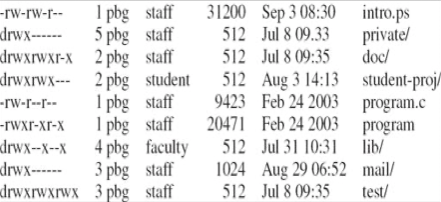 -rw-rw-r-- 1 pbg staff 31200 Sep 3 08:30 intro.ps
drwx------ 5 pbg staff 512 Jul 8 09.33 private/
drwxrwxr-x 2 pbg staff 512 Jul 8 09:35 doc/
drwxrwx--- 2 pbg student 512 Aug 3 14:13 student-proj/
-rw-r--r-- 1 pbg staff 9423 Feb 24 2003 program.c
-rwxr-xr-x 1 pbg staff 20471 Feb 24 2003 program
drwx--x--x 4 pbg faculty 512 Jul 31 10:31 lib/
drwx------ 3 pbg staff 1024 Aug 29 06:52 mail/
drwxrwxrwx 3 pbg staff 512 Jul 8 09:35 test/